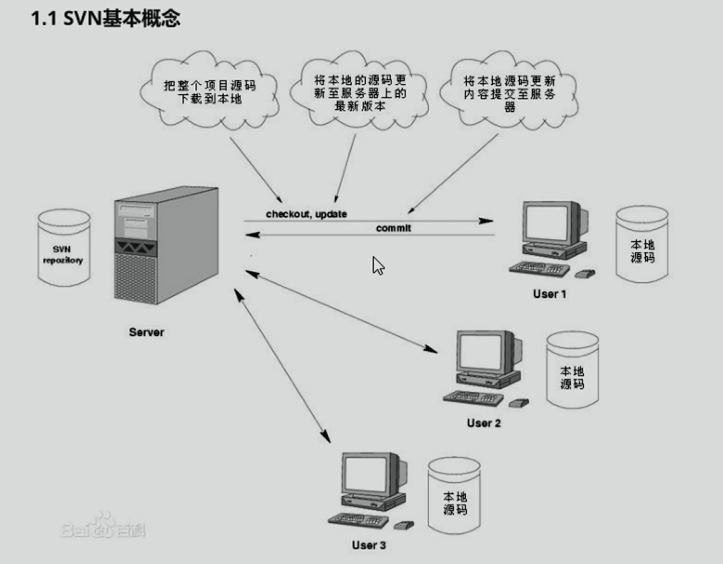 1.1 SVN基本概念
把整个项目源码
下载到本地
将本地的源码更
新至服务器上的
最新版本
将本地源码更新
内容提交至服务
器
checkout, update
commit
SVN
repozilory
Server
本地
源码
User 1
本地
源码
User 2
本地
源码
User 3
Bai百科